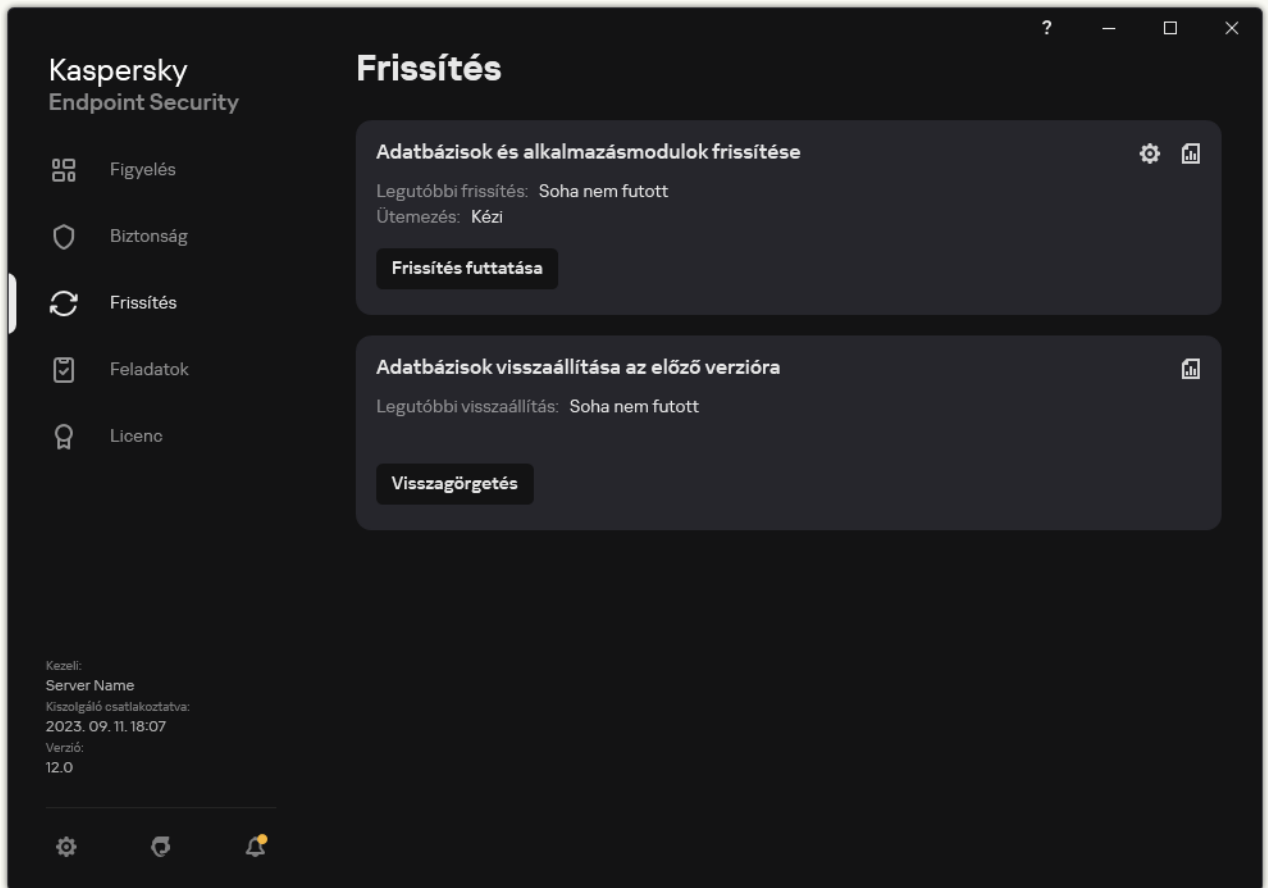 ?
Kaspersky
Endpoint Security
Figyelés
Biztonság
Frissítés
Feladatok
Licenc
Kezeli:
Server Name
Kiszolgáló csatlakoztatva:
2023. 09. 11. 18:07
Verzió:
12.0
Frissítés
Adatbázisok és alkalmazásmodulok frissítése
Legutóbbi frissítés: Soha nem futott
Ütemezés: Kézi
Frissítés futtatása
Adatbázisok visszaállítása az előző verzióra
Legutóbbi visszaállítás: Soha nem futott
Visszagörgetés